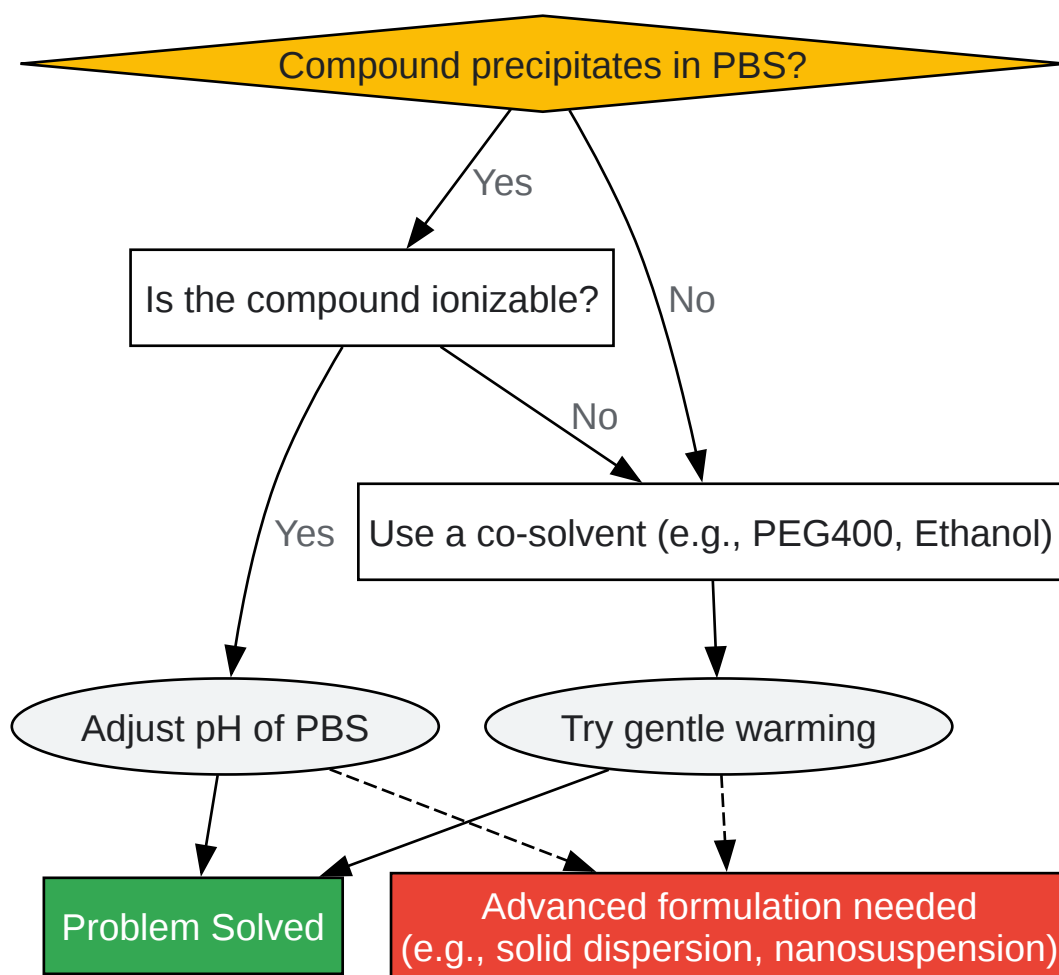 Compound precipitates in PBS?
Yes
Is the compound ionizable?
No
No
Use a co-solvent (e.g., PEG400, Ethanol)
Yes
Adjust pH of PBS
Try gentle warming
Problem Solved
Advanced formulation needed
(e.g., solid dispersion, nanosuspension)